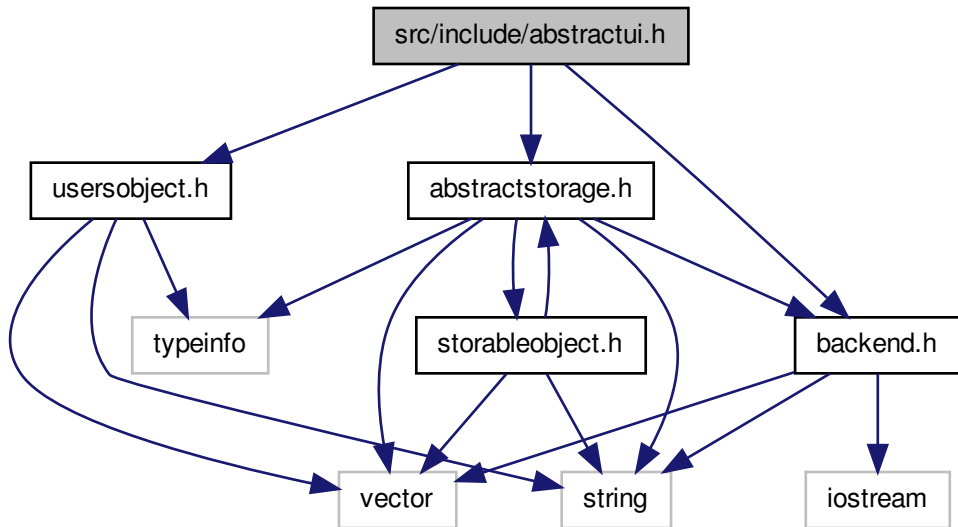 src/include/abstractui.h
usersobject.h
abstractstorage.h
typeinfo
storableobject.h
backend.h
vector
string
iostream